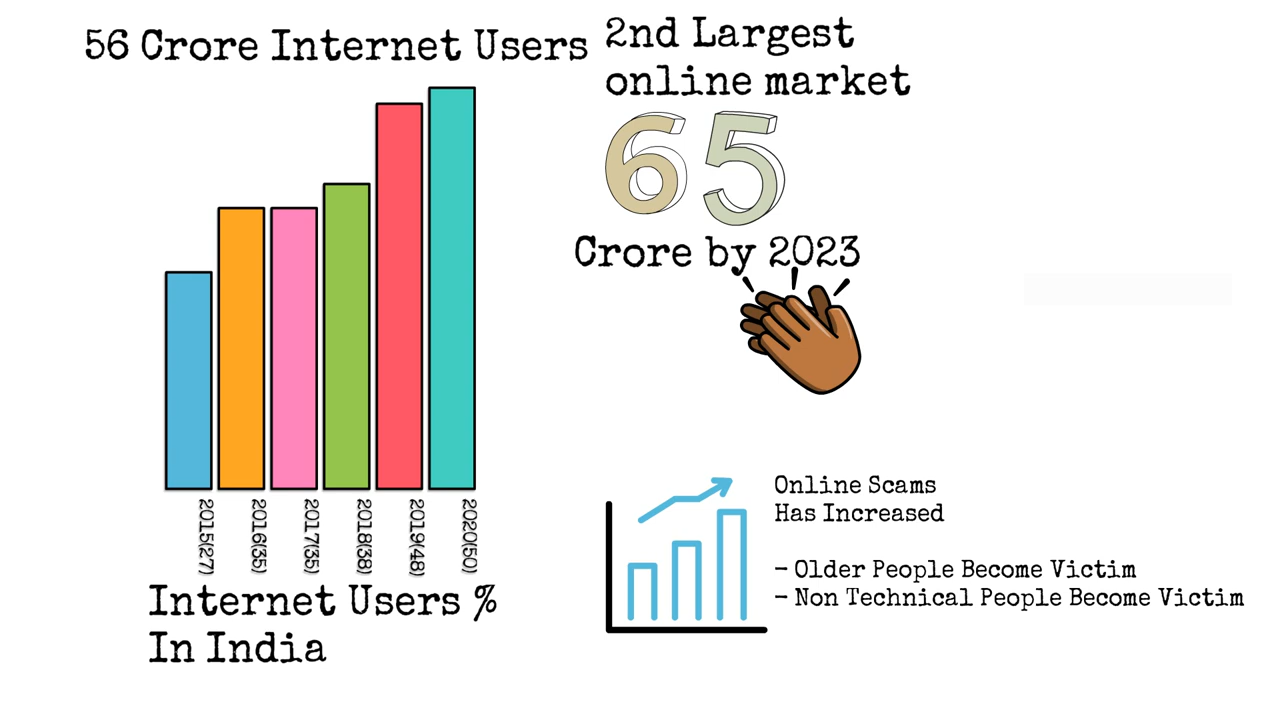 56 Crore Internet Users
2nd Largest
online market
65
Crore by 2023
2015(27)
2016(35)
2017(35)
2018(38)
2019(48)
2020(50)
Internet Users %
In India
Online Scams
Has Increased
- Older People Become Victim
- Non Technical People Become Victim